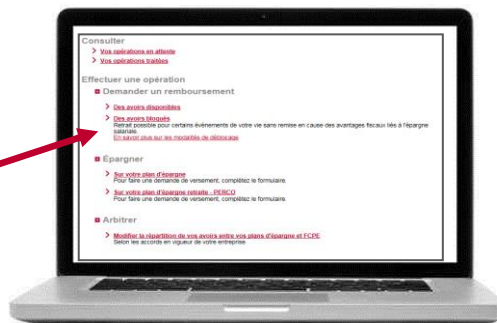 Consulter
> Vos opérations en attente
> Vos opérations traitées
Effectuer une opération
Demander un remboursement
> Des avoirs disponibles
> Des avoirs bloqués
Retrait possible pour certains évènements de votre vie sans remise en cause des avantages fiscaux liés à l'épargne
salariale.
En savoir plus sur les modalités de déblocage
Épargner
> Sur votre plan d'épargne
Pour faire une demande de versement, complétez le formulaire.
> Sur votre plan d'épargne retraite - PERCO
Pour faire une demande de versement, complétez le formulaire.
Arbitrer
> Modifier la répartition de vos avoirs entre vos plans d'épargne et FCPE
Selon les accords en vigueur de votre entreprise